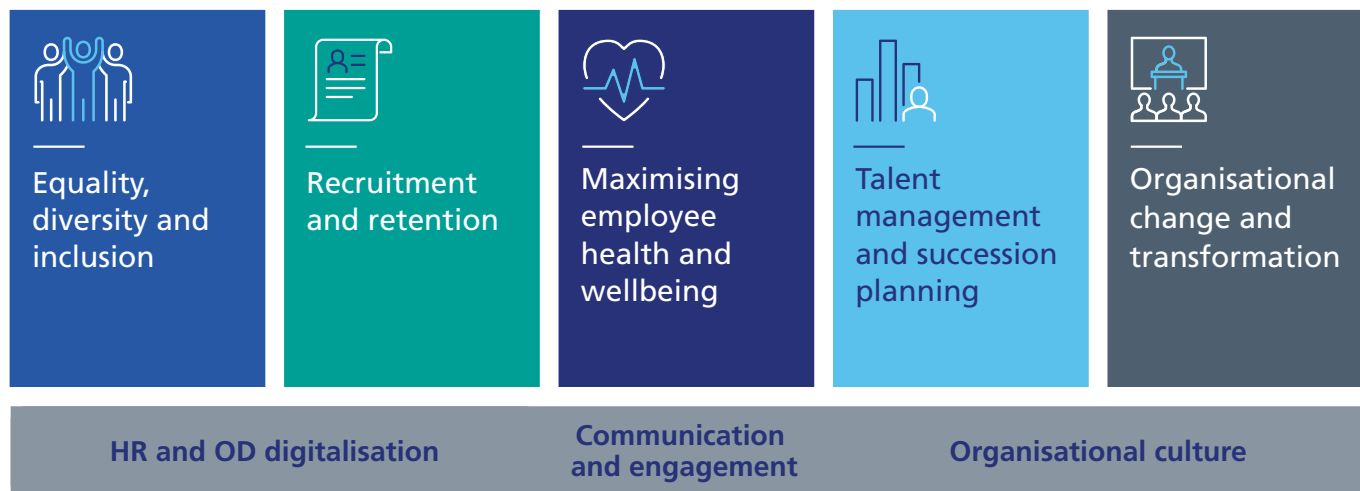 Equality,
diversity and
inclusion
Recruitment
and retention
Maximising
employee
health and
wellbeing
Talent
management
and succession
planning
Organisational
change and
transformation
HR and OD digitalisation
Communication
and engagement
Organisational culture